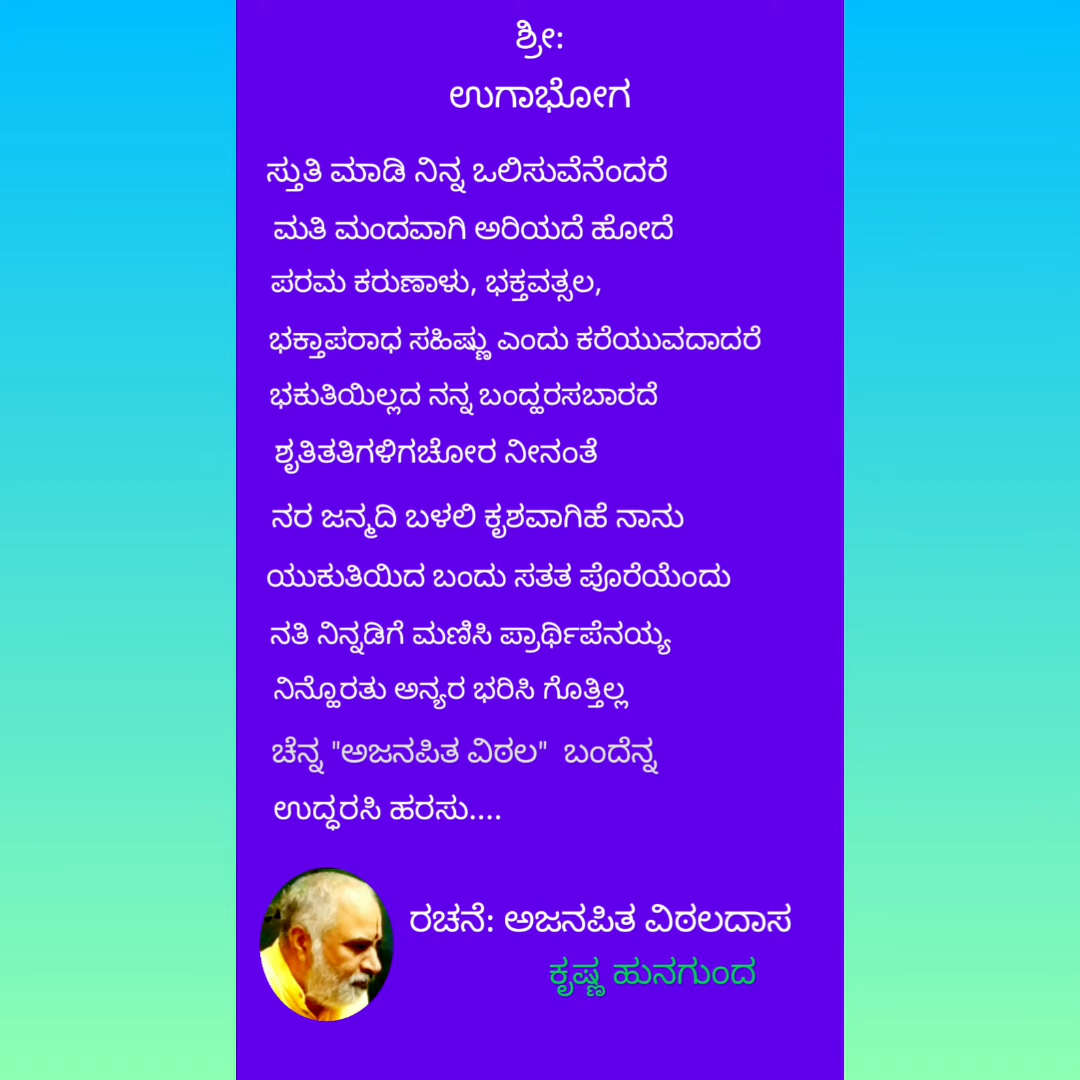 ಶ್ರೀ:
ಉಗಾಭೋಗ
ಸ್ತುತಿ ಮಾಡಿ ನಿನ್ನ ಒಲಿಸುವೆನೆಂದರೆ
ಮತಿ ಮಂದವಾಗಿ ಅರಿಯದೆ ಹೋದೆ
ಪರಮ ಕರುಣಾಳು, ಭಕ್ತವತ್ಸಲ,
ಭಕ್ತಾಪರಾಧ ಸಹಿಷ್ಣು ಎಂದು ಕರೆಯುವದಾದರೆ
ಭಕುತಿಯಿಲ್ಲದ ನನ್ನ ಬಂದ್ಹರಸಬಾರದೆ
ಶೃತಿತತಿಗಳಿಗಚೋರ ನೀನಂತೆ
ನರ ಜನ್ಮದಿ ಬಳಲಿ ಕೃಶವಾಗಿಹೆ ನಾನು
ಯುಕುತಿಯಿದ ಬಂದು ಸತತ ಪೊರೆಯೆಂದು
ನತಿ ನಿನ್ನಡಿಗೆ ಮಣಿಸಿ ಪ್ರಾರ್ಥಿಪೆನಯ್ಯ
ನಿನ್ಹೊರತು ಅನ್ಯರ ಭರಿಸಿ ಗೊತ್ತಿಲ್ಲ
ಚೆನ್ನ "ಅಜನಪಿತ ವಿಠಲ" ಬಂದೆನ್ನ
ಉದ್ಧರಸಿ ಹರಸು....
ರಚನೆ: ಅಜನಪಿತ ವಿಠಲದಾಸ
ಕೃಷ್ಣ ಹುನಗುಂದ